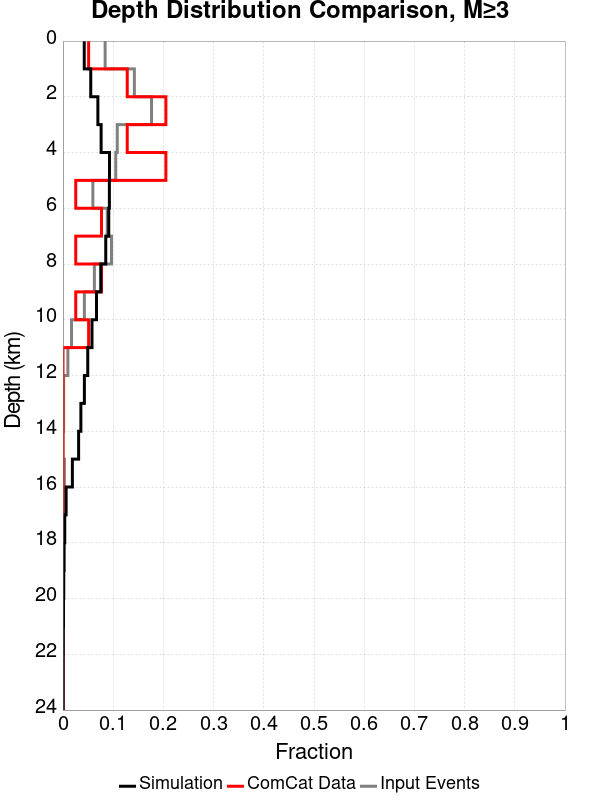 Depth Distribution Comparison, M≥3
0
2
4
6
8
10
12
14
16
18
20
22
24
Depth (km)
0 0.1 0.2 0.3 0.4 0.5 0.6 0.7 0.8 0.9 1
Fraction
Simulation ComCat Data Input Events